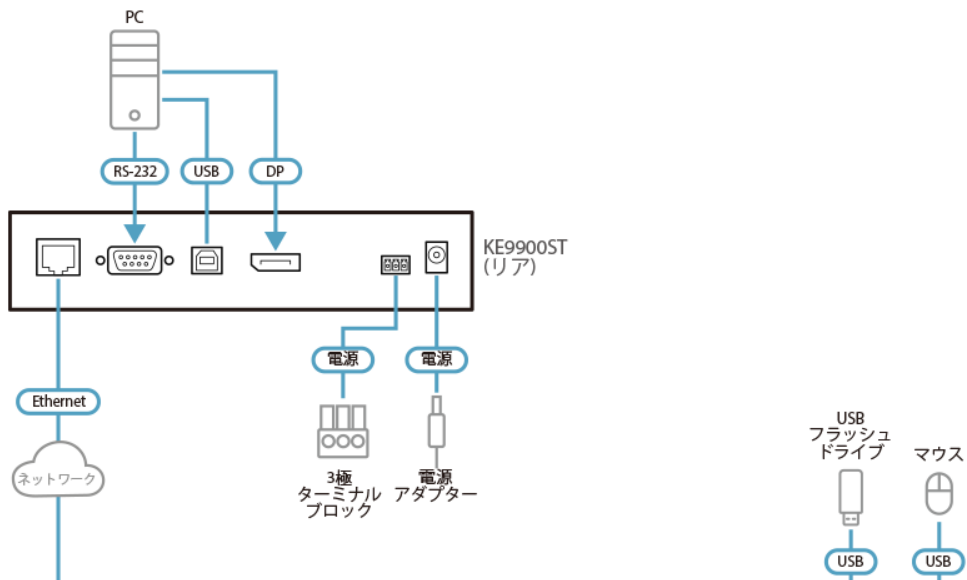 PC
RS-232
USB
DP
KE9900ST
(リア)
電源
電源
Ethernet
ネットワーク
3極
ターミナル
ブロック
電源
アダプター
USB
フラッシュ
ドライブ
マウス
USB
USB